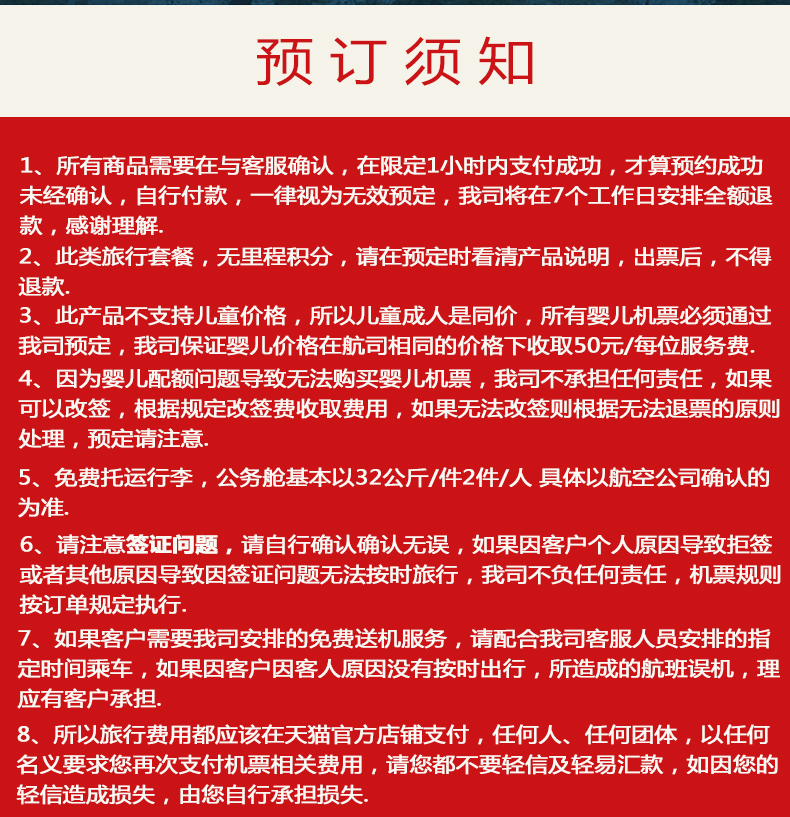 预订须知
1、所有商品需要在与客服确认，在限定1小时内支付成功，才算预约成功
未经确认，自行付款，一律视为无效预定，我司将在7个工作日安排全额退
款，感谢理解.
2、此类旅行套餐，无里程积分，请在预定时看清产品说明，出票后，不得
退款.
3、此产品不支持儿童价格，所以儿童成人是同价，所有婴儿机票必须通过
我司预定，我司保证婴儿价格在航司相同的价格下收取50元/每位服务费.
4、因为婴儿配额问题导致无法购买婴儿机票，我司不承担任何责任，如果
可以改签，根据规定改签费收取费用，如果无法改签则根据无法退票的原则
处理，预定请注意.
5、免费托运行李，公务舱基本以32公斤/件2件/人 具体以航空公司确认的
为准.
6、请注意签证问题，请自行确认确认无误，如果因客户个人原因导致拒签
或者其他原因导致因签证问题无法按时旅行，我司不负任何责任，机票规则
按订单规定执行.
7、如果客户需要我司安排的免费送机服务，请配合我司客服人员安排的指
定时间乘车，如果因客户因客人原因没有按时出行，所造成的航班误机，理
应有客户承担.
8、所以旅行费用都应该在天猫官方店铺支付，任何人、任何团体，以任何
名义要求您再次支付机票相关费用，请您都不要轻信及轻易汇款，如因您的
轻信造成损失，由您自行承担损失.